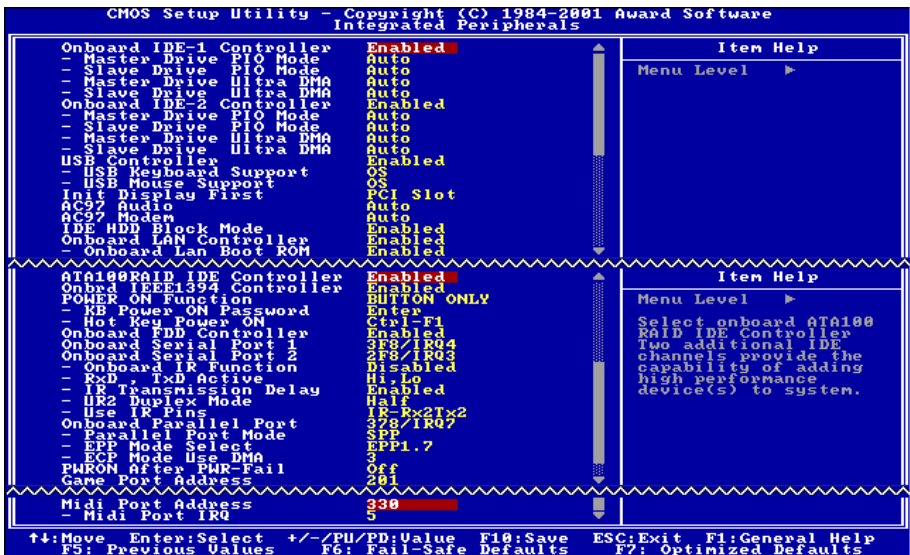 CMOS Setup Utility - Copyright (C) 1984-2001 Award Software
Integrated Peripherals
Onboard IDE-1 Controller Enabled
- Master Drive PIO Mode Auto
- Slave Drive PIO Mode Auto
- Master Drive Ultra DMA Auto
- Slave Drive Ultra DMA Auto
Onboard IDE-2 Controller Enabled
- Master Drive PIO Mode Auto
- Slave Drive PIO Mode Auto
- Master Drive Ultra DMA Auto
- Slave Drive Ultra DMA Auto
USB Controller Enabled
- USB Keyboard Support OS
- USB Mouse Support OS
Init Display First PCI Slot
AC97 Audio Auto
AC97 Modem Auto
IDE HDD Block Mode Enabled
Onboard LAN Controller Enabled
- Onboard Lan Boot ROM Enabled
Item Help
Menu Level ►
ATA100RAID IDE Controller Enabled
Onbrd IEEE1394 Controller Enabled
POWER ON Function BUTTON ONLY
- KB Power ON Password Enter
- Hot Key Power ON Ctrl-F1
Onboard FDD Controller Enabled
Onboard Serial Port 1 3F8/IRQ4
Onboard Serial Port 2 2F8/IRQ3
- Onboard IR Function Disabled
- RxD , TxD Active Hi,Lo
- IR Transmission Delay Enabled
- UR2 Duplex Mode Half
- Use IR Pins IR-Rx2Tx2
Onboard Parallel Port 378/IRQ7
- Parallel Port Mode SPP
- EPP Mode Select EPP1.7
- ECP Mode Use DMA 3
PWRON After PWR-Fail Off
Game Port Address 201
Item Help
Menu Level ►
Select onboard ATA100
RAID IDE Controller
Two additional IDE
channels provide the
capability of adding
high performance
device(s) to system.
Midi Port Address 330
- Midi Port IRQ 5
↑↓:Move Enter:Select +/-/PU/PD:Value F10:Save ESC:Exit F1:General Help
F5: Previous Values F6: Fail-Safe Defaults F7: Optimized Defaults